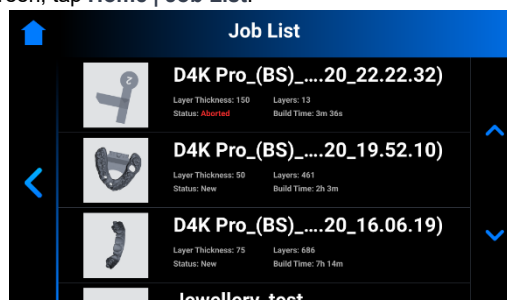 screen, tap Home | Job List.
Job List
2
D4K Pro_(BS)_....20_22.22.32)
Layer Thickness: 150 Layers: 13
Status: Aborted Build Time: 3m 36s
D4K Pro_(BS)_....20_19.52.10)
Layer Thickness: 50 Layers: 461
Status: New Build Time: 2h 3m
D4K Pro_(BS)_....20_16.06.19)
Layer Thickness: 75 Layers: 686
Status: New Build Time: 7h 14m
Jewellery_test